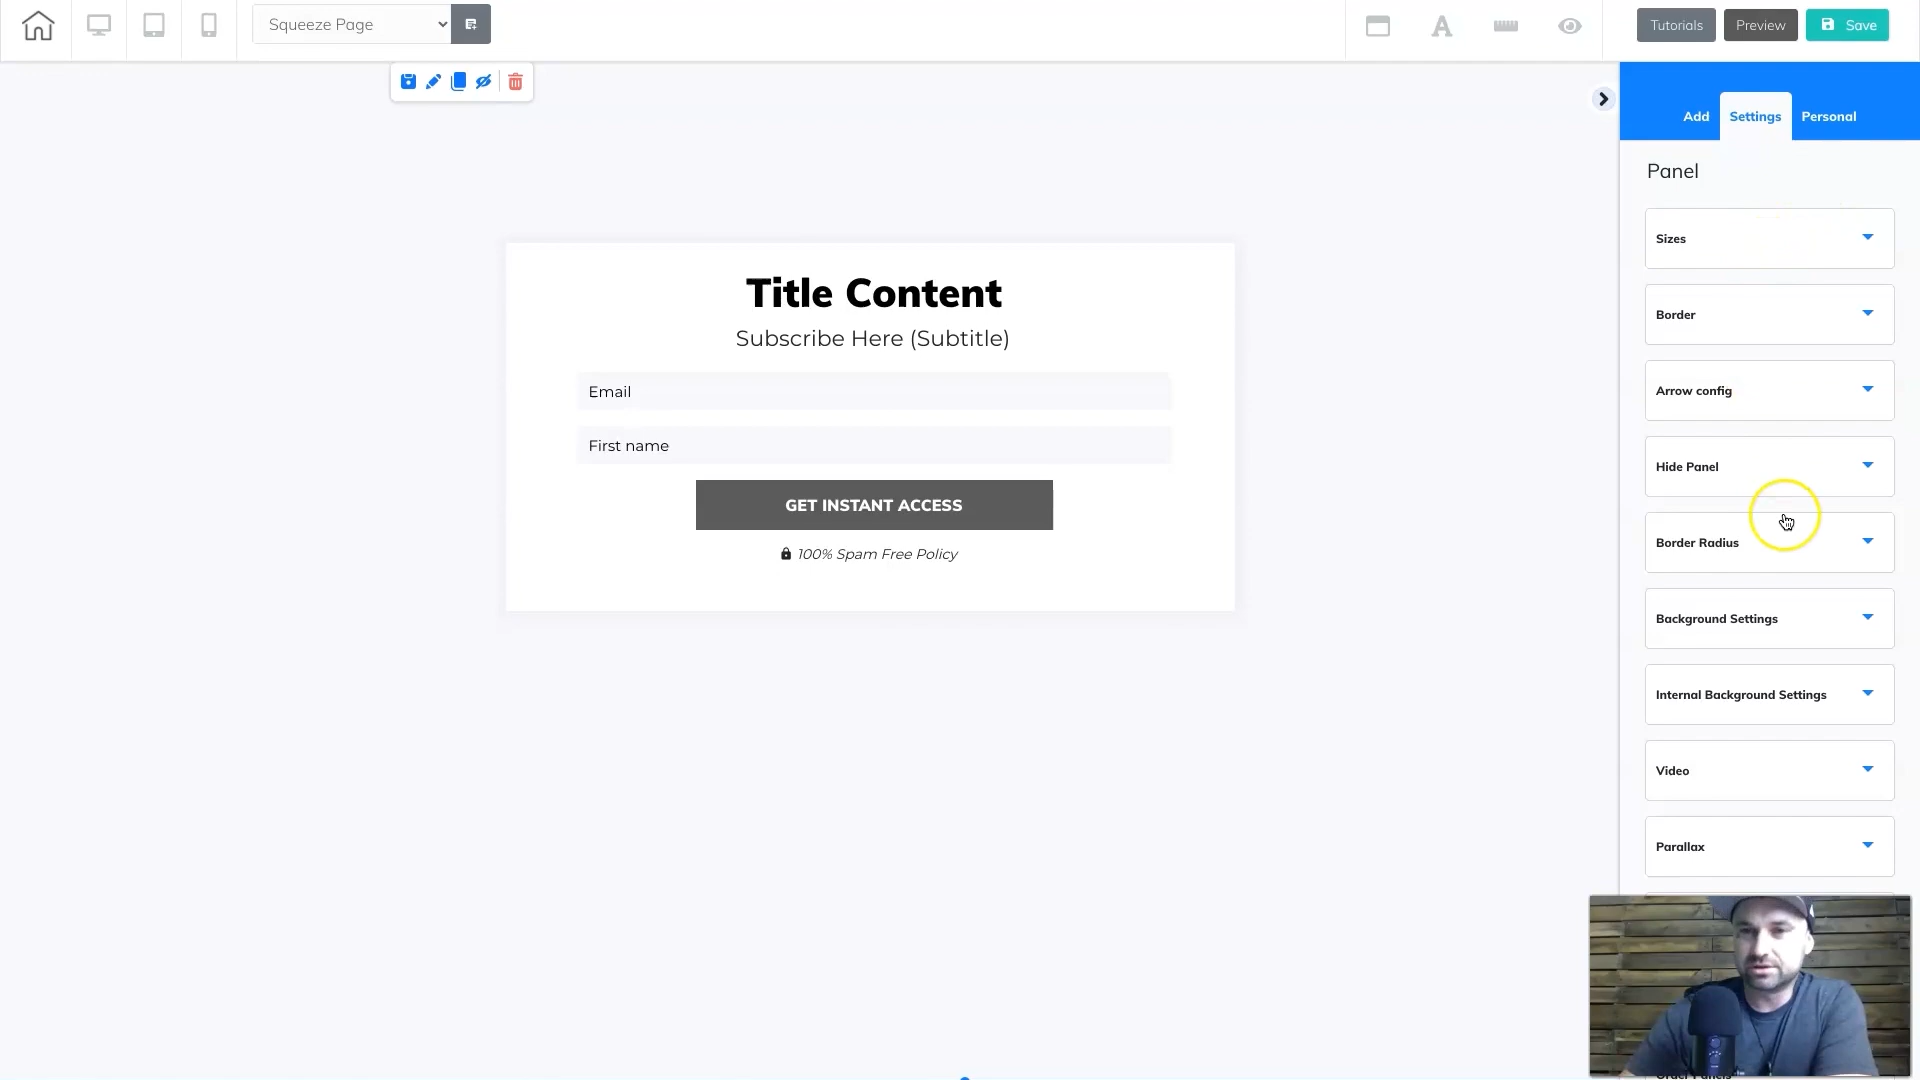 Squeeze Page
Tutorials
Preview
Save
Add
Settings
Personal
Panel
Sizes
Border
Arrow config
Hide Panel
Border Radius
Background Settings
Internal Background Settings
Video
Parallax
Title Content
Subscribe Here (Subtitle)
Email
First name
GET INSTANT ACCESS
100% Spam Free Policy